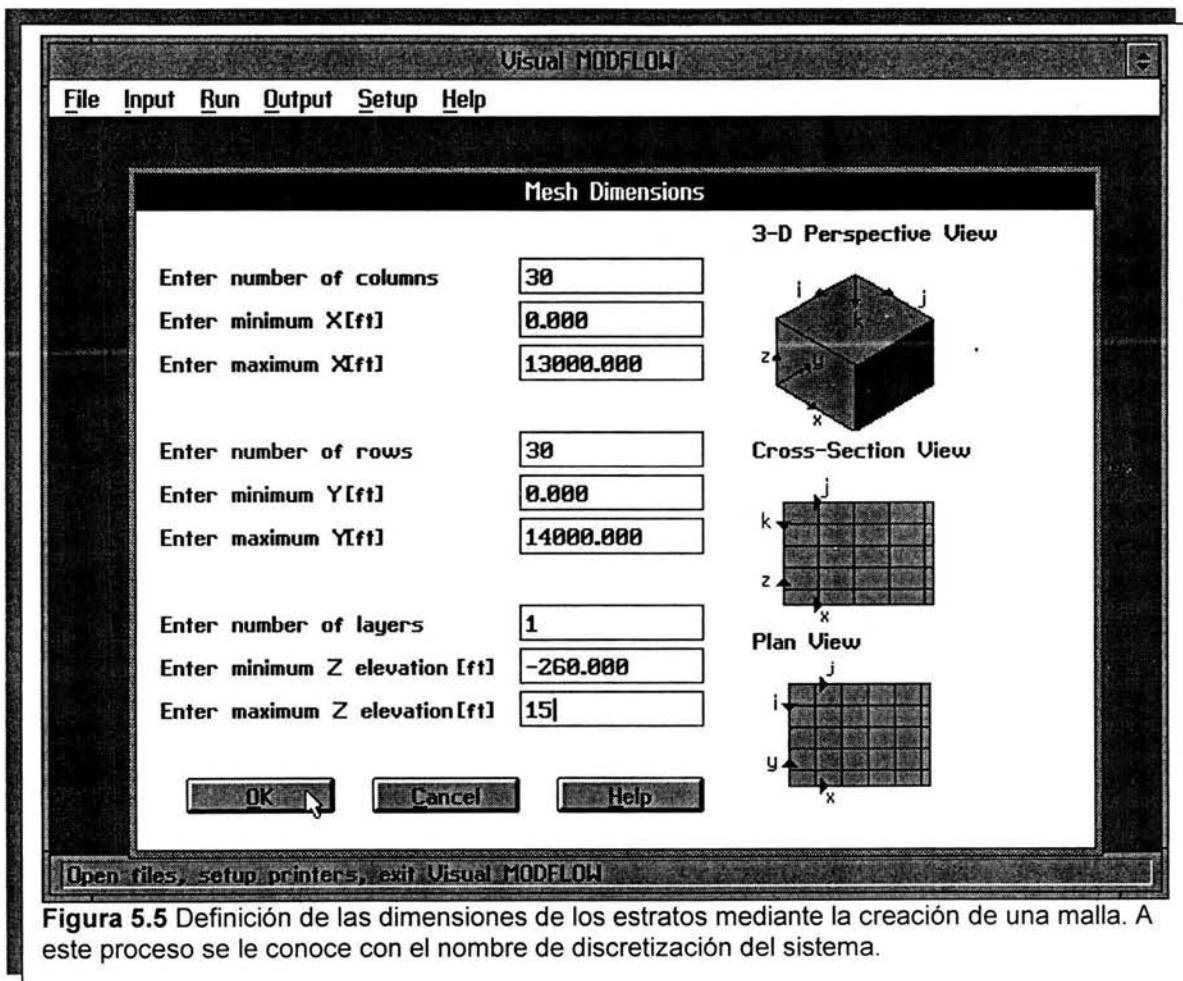 Visual MODFLOW
File Input Run Output Setup Help
Mesh Dimensions
Enter number of columns 30
Enter minimum X[ft] 0.000
Enter maximum X[ft] 13000.000
Enter number of rows 30
Enter minimum Y[ft] 0.000
Enter maximum Y[ft] 14000.000
Enter number of layers 1
Enter minimum Z elevation [ft] -260.000
Enter maximum Z elevation[ft] 15
OK Cancel Help
3-D Perspective View
i j
k
z y
x
Cross-Section View
j
k
z
x
Plan View
j
i
y
x
Open files, setup printers, exit Visual MODFLOW
Figura 5.5 Definición de las dimensiones de los estratos mediante la creación de una malla. A
este proceso se le conoce con el nombre de discretización del sistema.